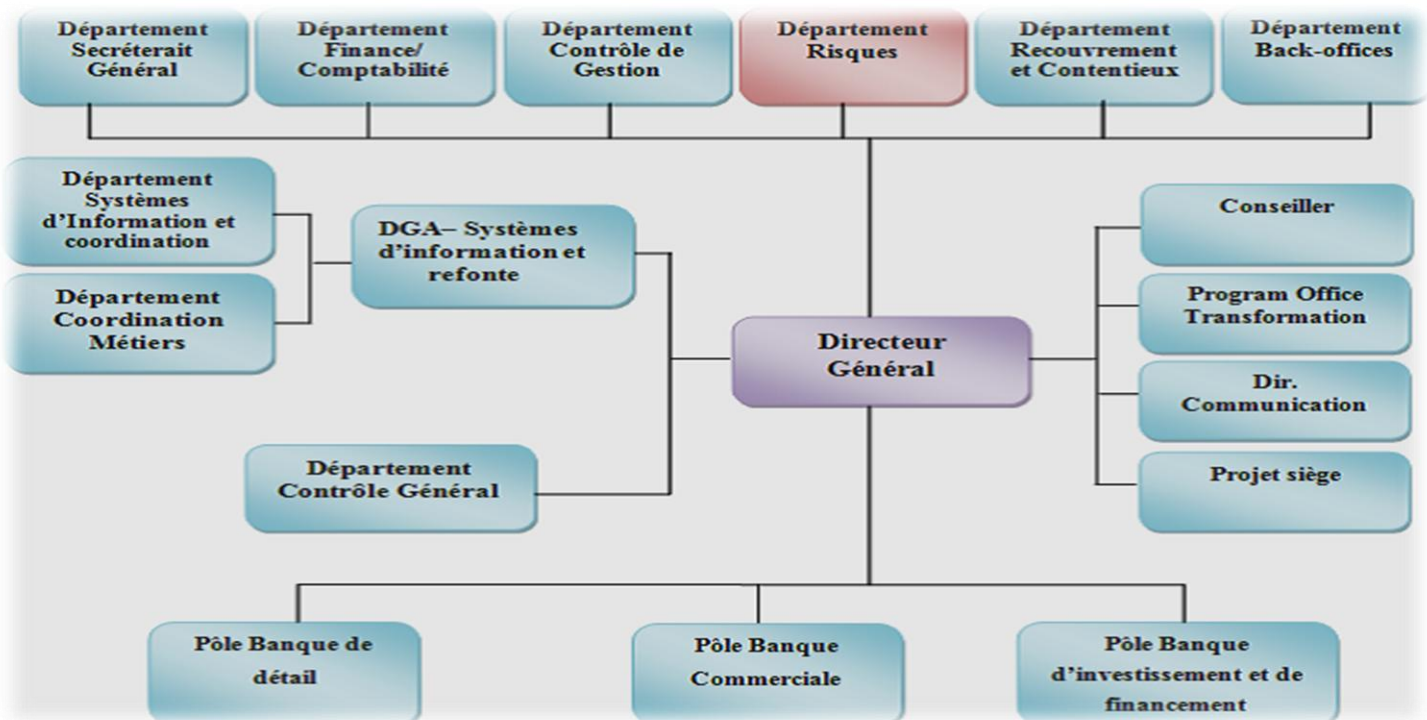 Département
Secréterait
Général
Département
Finance/
Comptabilité
Département
Contrôle de
Gestion
Département
Risques
Département
Recouvrement
et Contentieux
Département
Back-offices
Département
Systèmes
d'Information et
coordination
DGA– Systèmes
d'information et
refonte
Département
Coordination
Métiers
Conseiller
Program Office
Transformation
Directeur
Général
Dir.
Communication
Département
Contrôle Général
Projet siège
Pôle Banque de
détail
Pôle Banque
Commerciale
Pôle Banque
d'investissement et de
financement